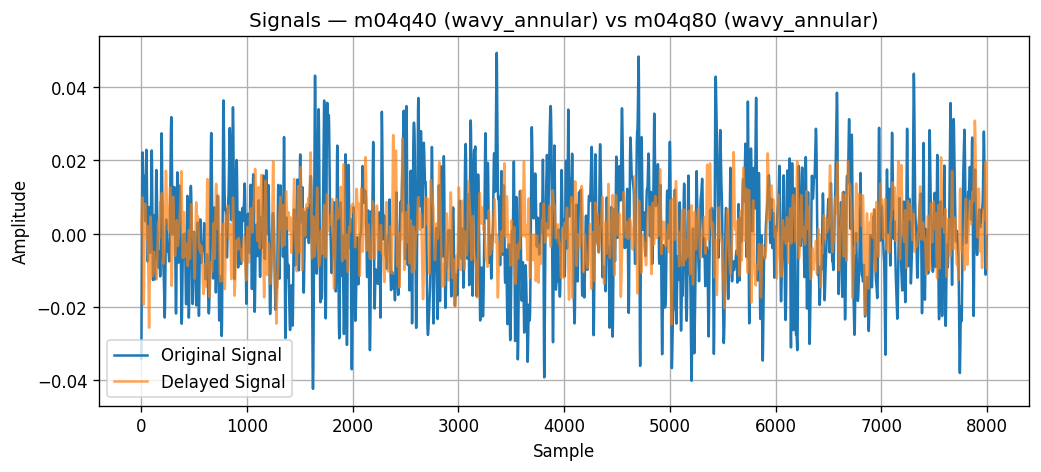 Signals — m04q40 (wavy_annular) vs m04q80 (wavy_annular)
Amplitude
0.04
0.02
0.00
−0.02
−0.04
Original Signal
Delayed Signal
0 1000 2000 3000 4000 5000 6000 7000 8000
Sample